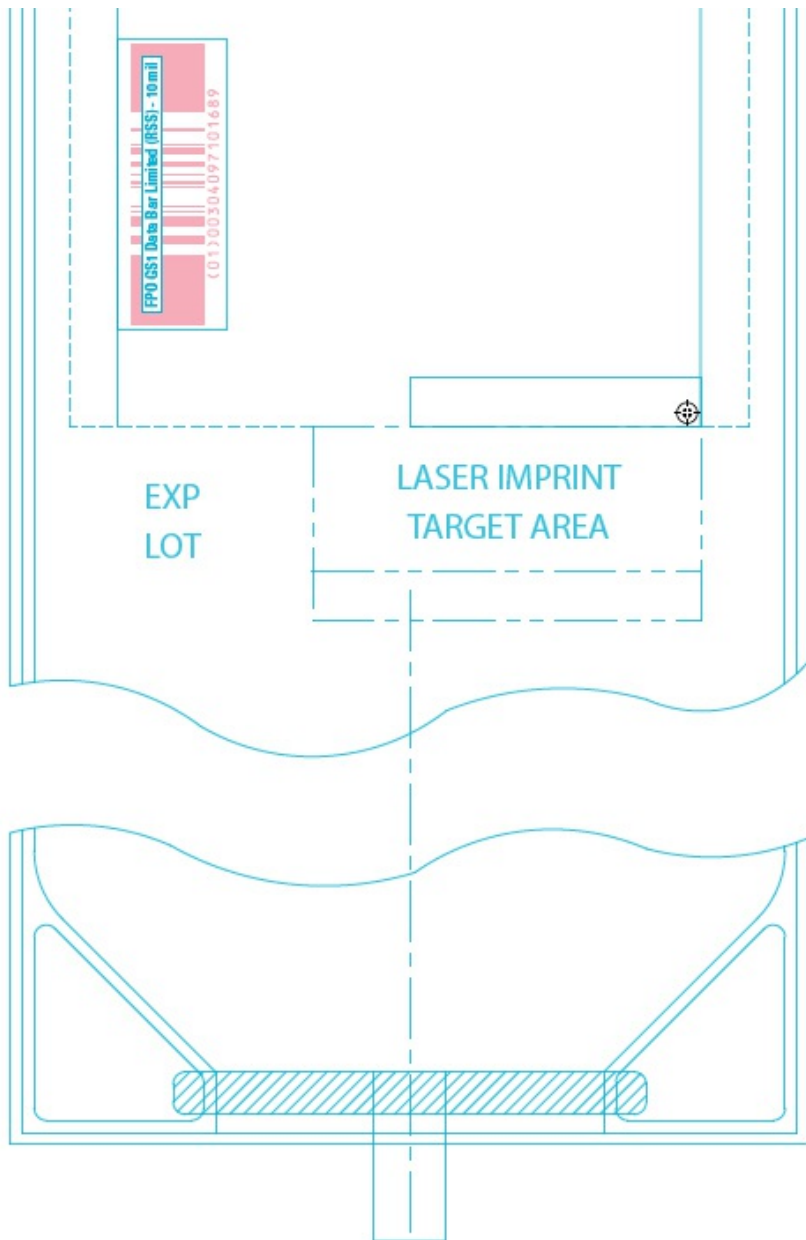 FPO GS1 Data Bar Limited (RSS) - 10 mil
(01)00304097101689
EXP
LOT
LASER IMPRINT
TARGET AREA